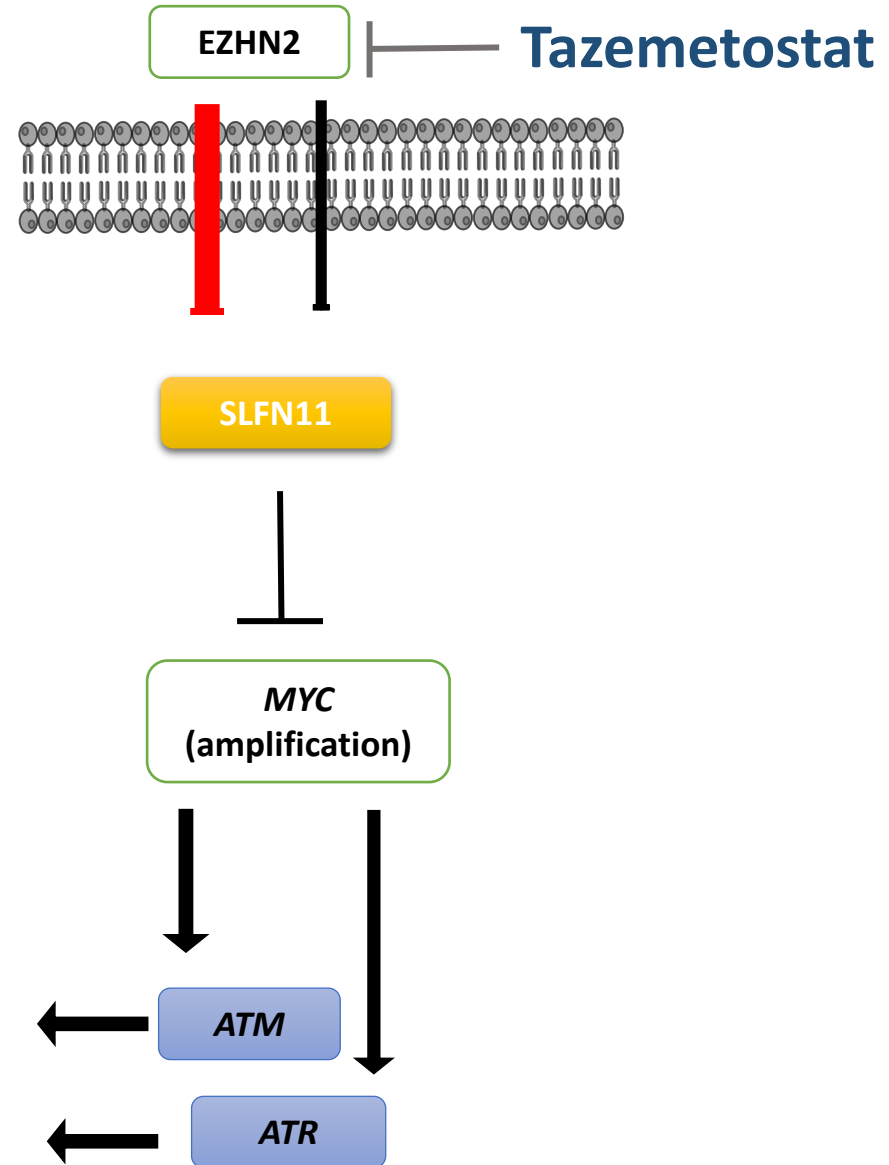 EZHN2
Tazemetostat
SLFN11
MYC
(amplification)
ATM
ATR